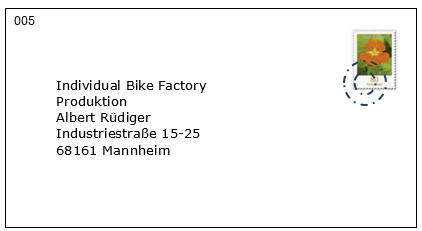 005
Individual Bike Factory
Produktion
Albert Rüdiger
Industriestraße 15-25
68161 Mannheim